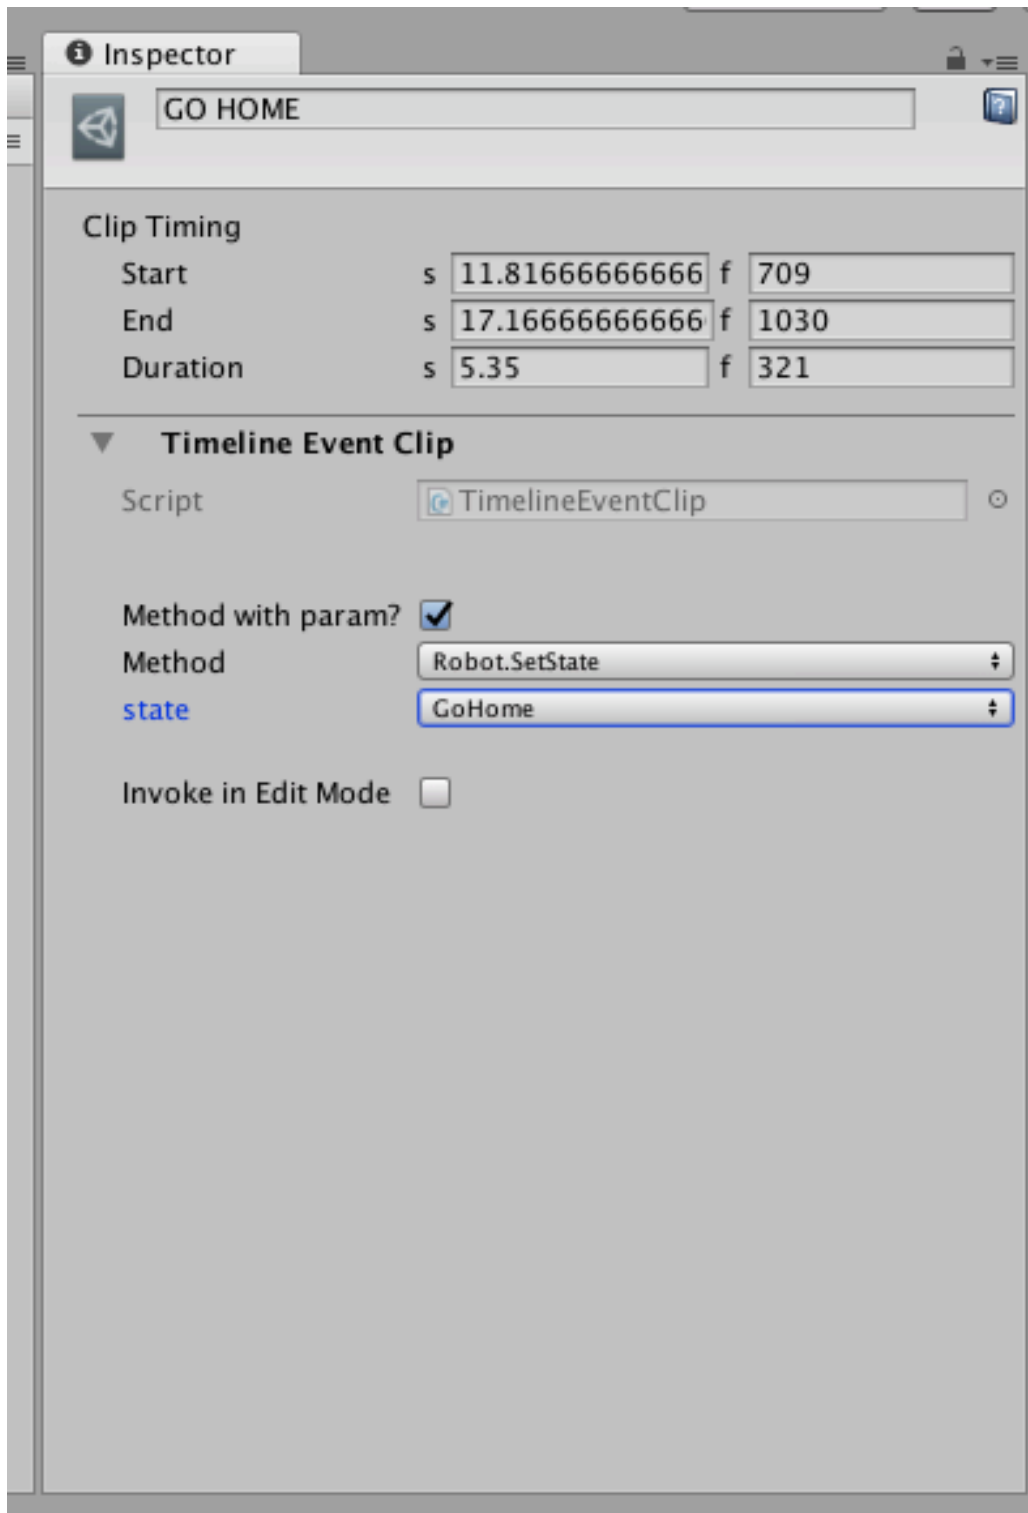 Inspector
GO HOME
Clip Timing
Start s 11.81666666666 f 709
End s 17.16666666666 f 1030
Duration s 5.35 f 321
Timeline Event Clip
Script TimelineEventClip
Method with param?
Method Robot.SetState
state GoHome
Invoke in Edit Mode